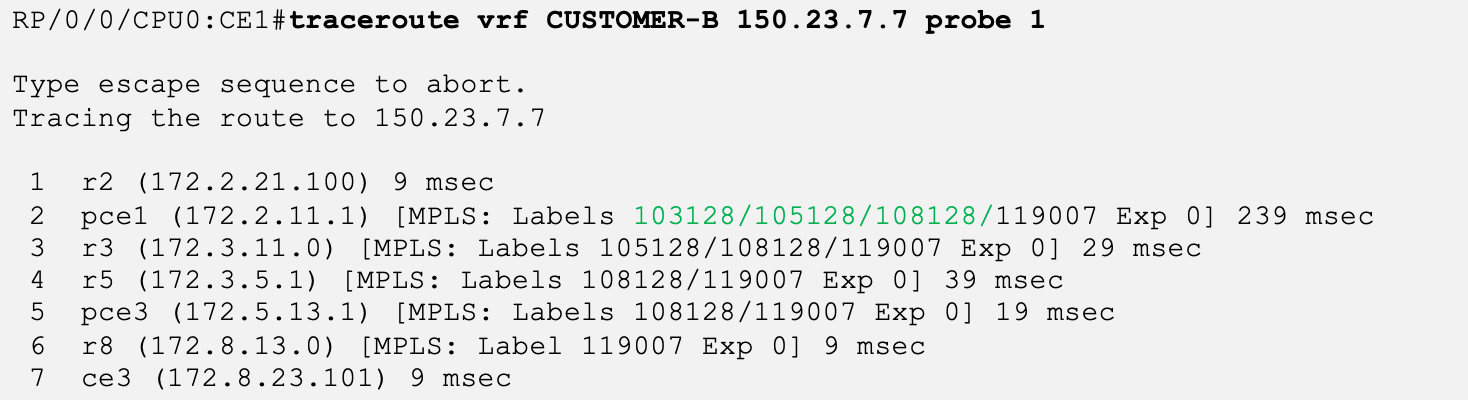 RP/0/0/CPU0:CE1#traceroute vrf CUSTOMER-B 150.23.7.7 probe 1
Type escape sequence to abort.
Tracing the route to 150.23.7.7
1 r2 (172.2.21.100) 9 msec
2 pce1 (172.2.11.1) [MPLS: Labels 103128/105128/108128/119007 Exp 0] 239 msec
3 r3 (172.3.11.0) [MPLS: Labels 105128/108128/119007 Exp 0] 29 msec
4 r5 (172.3.5.1) [MPLS: Labels 108128/119007 Exp 0] 39 msec
5 pce3 (172.5.13.1) [MPLS: Labels 108128/119007 Exp 0] 19 msec
6 r8 (172.8.13.0) [MPLS: Label 119007 Exp 0] 9 msec
7 ce3 (172.8.23.101) 9 msec